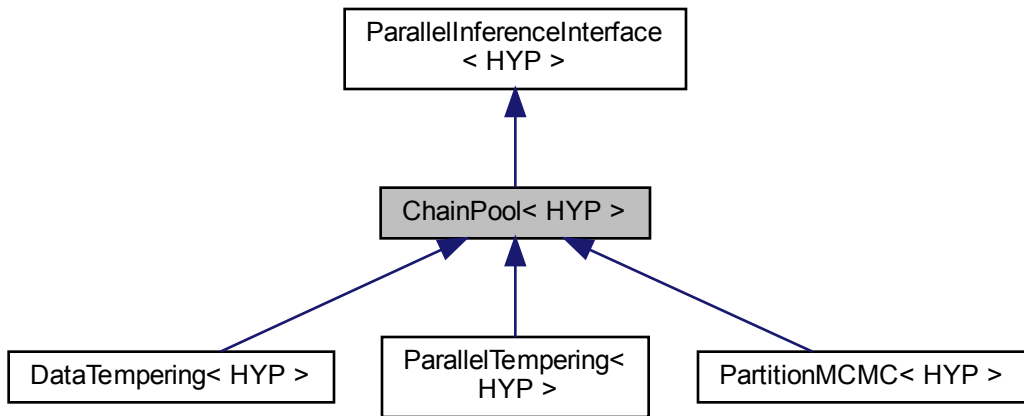 ParallelInferenceInterface
< HYP >
ChainPool< HYP >
DataTempering< HYP >
ParallelTempering<
HYP >
PartitionMCMC< HYP >